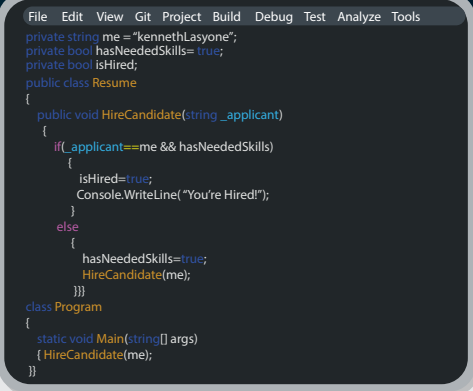 File Edit View Git Project Build Debug Test Analyze Tools
private string me = “kennethLasyone”;
private bool hasNeededSkills= true;
private bool isHired;
public class Resume
{
public void HireCandidate(string _applicant)
{
if(_applicant==me && hasNeededSkills)
{
isHired=true;
Console.WriteLine( “You're Hired!”);
}
else
{
hasNeededSkills=true;
HireCandidate(me);
}}}
class Program
{
static void Main(string[] args)
{ HireCandidate(me);
}}